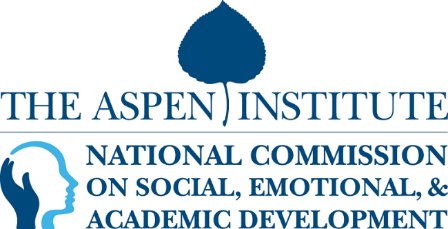 THE ASPEN INSTITUTE
NATIONAL COMMISSION
ON SOCIAL, EMOTIONAL, &
ACADEMIC DEVELOPMENT